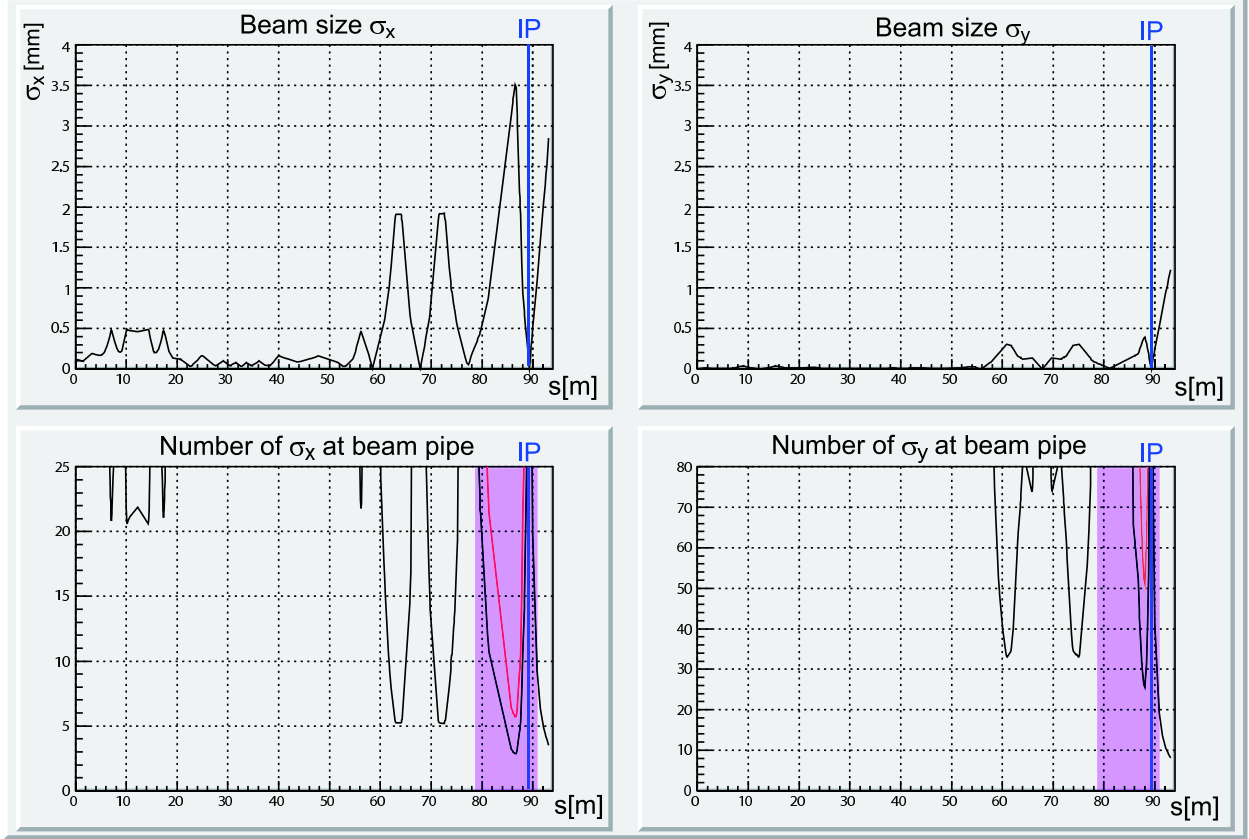 Beam size σx
IP
σx [mm]
4
3.5
3
2.5
2
1.5
1
0.5
0
0 10 20 30 40 50 60 70 80 90
s[m]
Beam size σy
IP
σy [mm]
4
3.5
3
2.5
2
1.5
1
0.5
0
0 10 20 30 40 50 60 70 80 90
s[m]
Number of σx at beam pipe
IP
25
20
15
10
5
0
0 10 20 30 40 50 60 70 80 90
s[m]
Number of σy at beam pipe
IP
80
70
60
50
40
30
20
10
0
0 10 20 30 40 50 60 70 80 90
s[m]